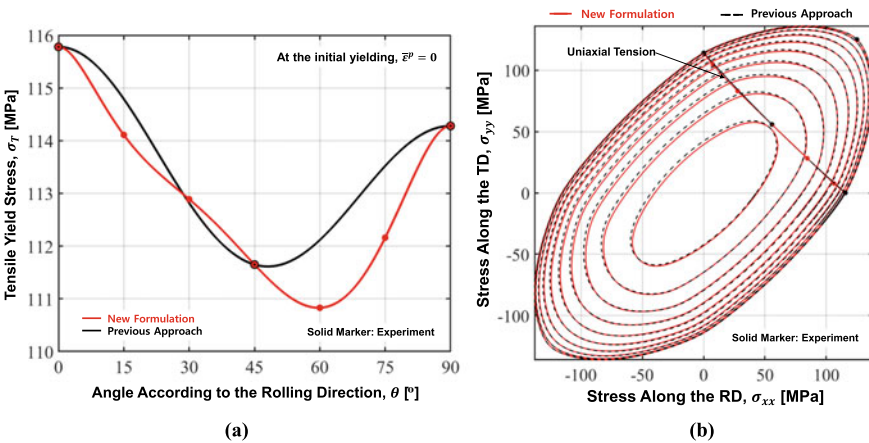 116
115
114
113
112
111
110
Tensile Yield Stress, σ_T [MPa]
At the initial yielding, ε̄ᵖ = 0
New Formulation
Previous Approach
Solid Marker: Experiment
0 15 30 45 60 75 90
Angle According to the Rolling Direction, θ [º]
(a)
New Formulation Previous Approach
Uniaxial Tension
100
50
0
-50
-100
Stress Along the TD, σ_yy [MPa]
Solid Marker: Experiment
-100 -50 0 50 100
Stress Along the RD, σ_xx [MPa]
(b)